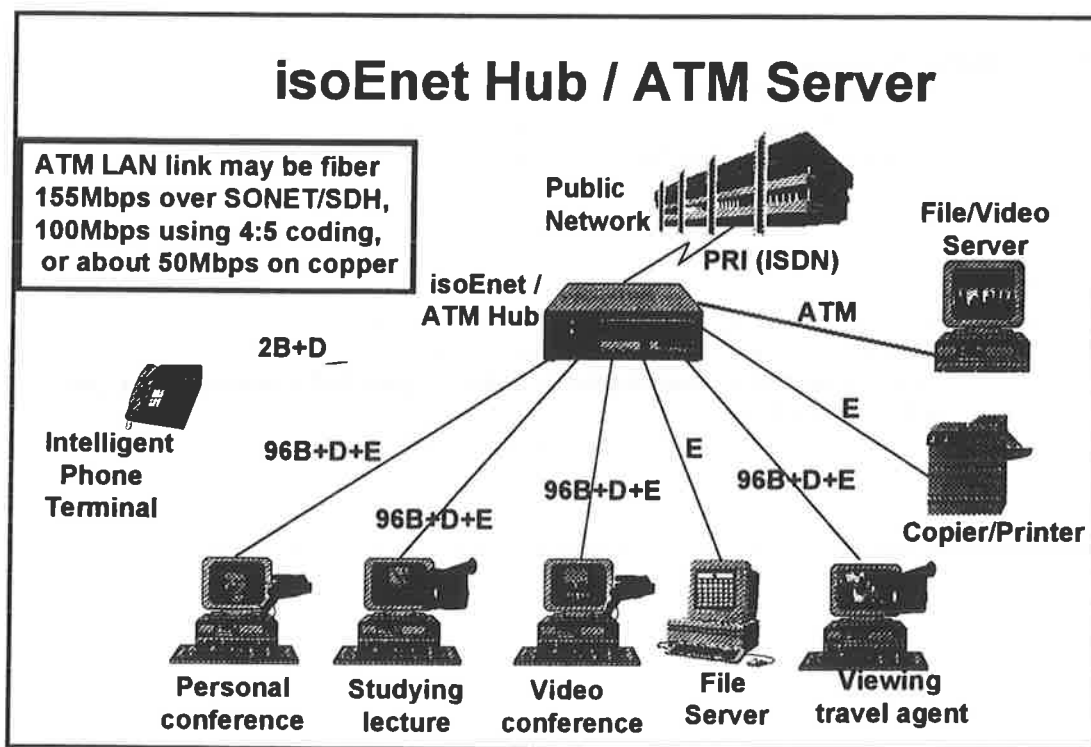 isoEnet Hub / ATM Server
ATM LAN link may be fiber
155Mbps over SONET/SDH,
100Mbps using 4:5 coding,
or about 50Mbps on copper
Public
Network
File/Video
Server
PRI (ISDN)
isoEnet /
ATM Hub
ATM
2B+D_
E
Intelligent
Phone
Terminal
96B+D+E
E
96B+D+E
96B+D+E
96B+D+E
Copier/Printer
Personal
conference
Studying
lecture
Video
conference
File
Server
Viewing
travel agent